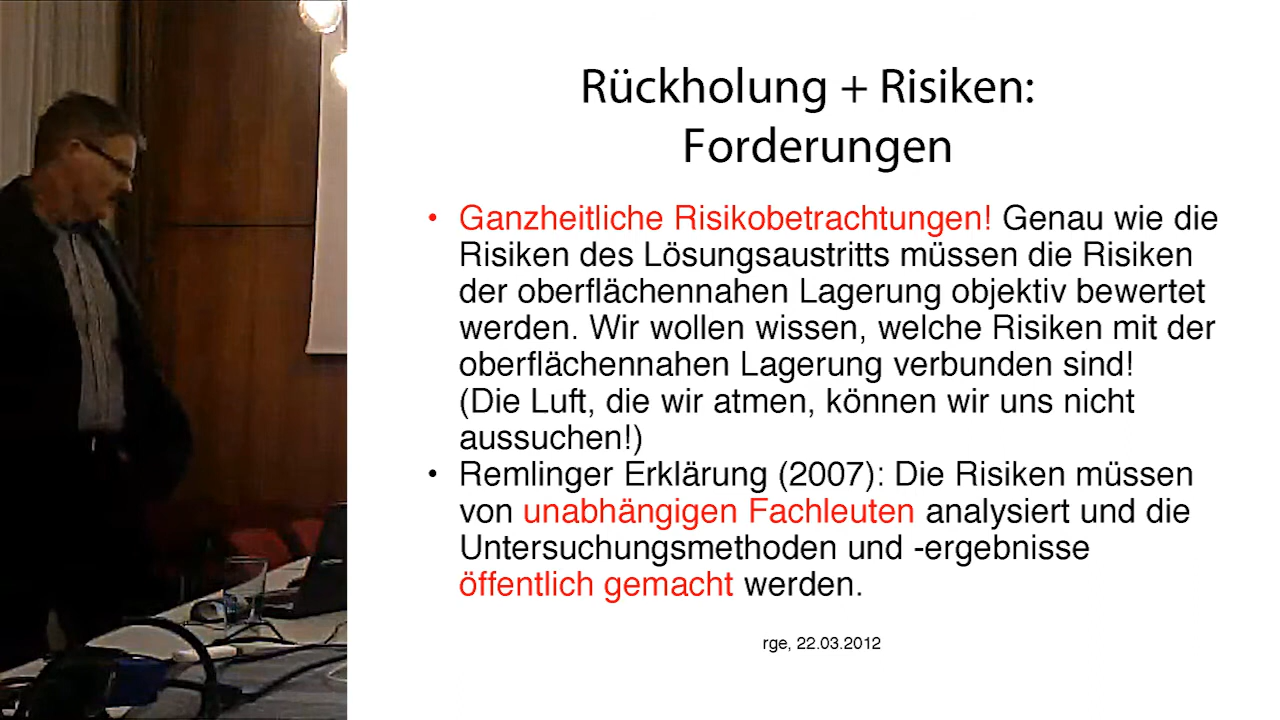 Rückholung + Risiken:
Forderungen
• Ganzheitliche Risikobetrachtungen! Genau wie die
Risiken des Lösungsaustritts müssen die Risiken
der oberflächennahen Lagerung objektiv bewertet
werden. Wir wollen wissen, welche Risiken mit der
oberflächennahen Lagerung verbunden sind!
(Die Luft, die wir atmen, können wir uns nicht
aussuchen!)
• Remlinger Erklärung (2007): Die Risiken müssen
von unabhängigen Fachleuten analysiert und die
Untersuchungsmethoden und -ergebnisse
öffentlich gemacht werden.
rge, 22.03.2012